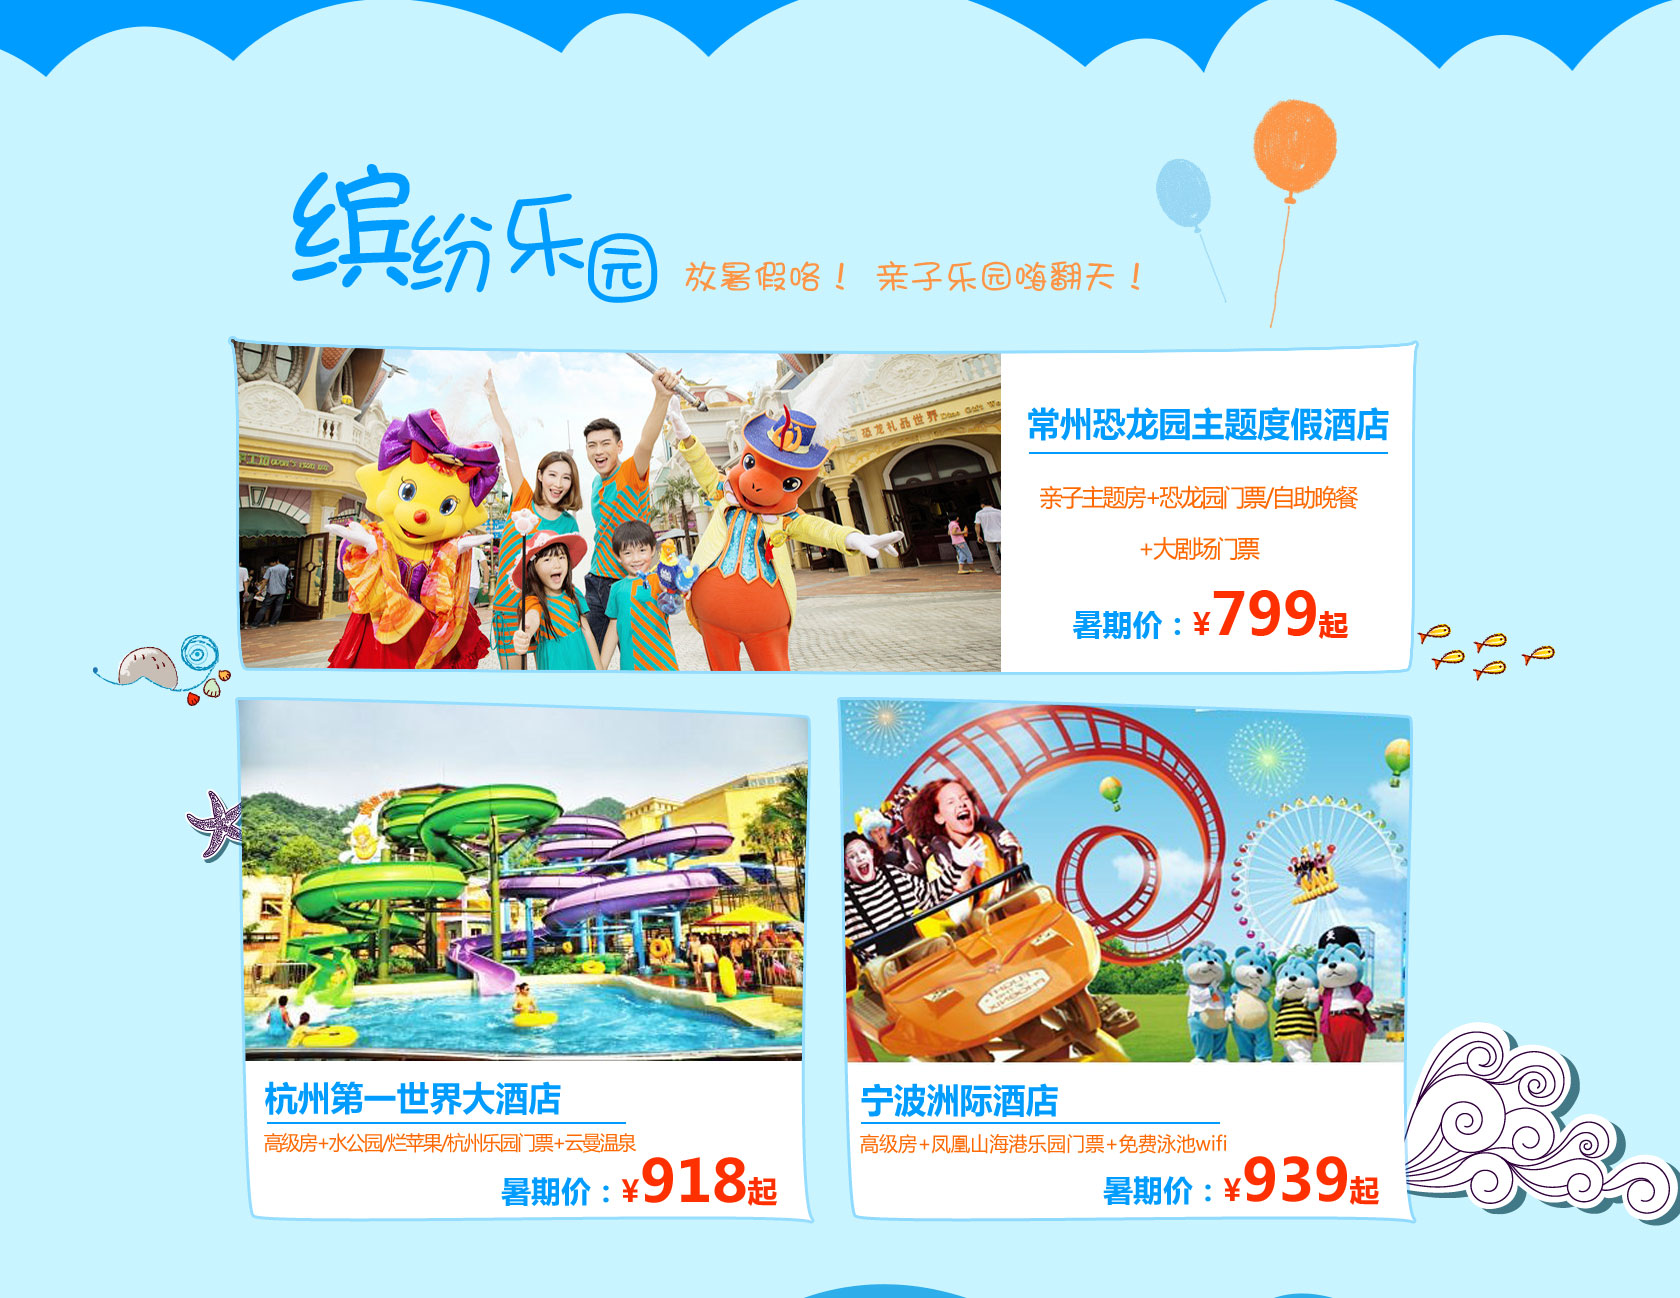 缤纷乐园 放暑假咯！ 亲子乐园嗨翻天！
恐龙礼品世界
常州恐龙园主题度假酒店
亲子主题房+恐龙园门票/自助晚餐
+大剧场门票
暑期价：¥799起
杭州第一世界大酒店
高级房+水公园/烂苹果/杭州乐园门票+云曼温泉
暑期价：¥918起
宁波洲际酒店
高级房+凤凰山海港乐园门票+免费泳池wifi
暑期价：¥939起